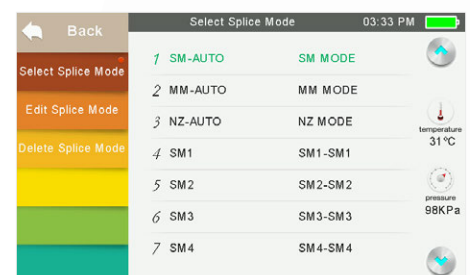 Back
Select Splice Mode 03:33 PM
Select Splice Mode
Edit Splice Mode
Delete Splice Mode
1 SM-AUTO SM MODE
2 MM-AUTO MM MODE
3 NZ-AUTO NZ MODE
4 SM1 SM1-SM1
5 SM2 SM2-SM2
6 SM3 SM3-SM3
7 SM4 SM4-SM4
temperature
31℃
pressure
98KPa